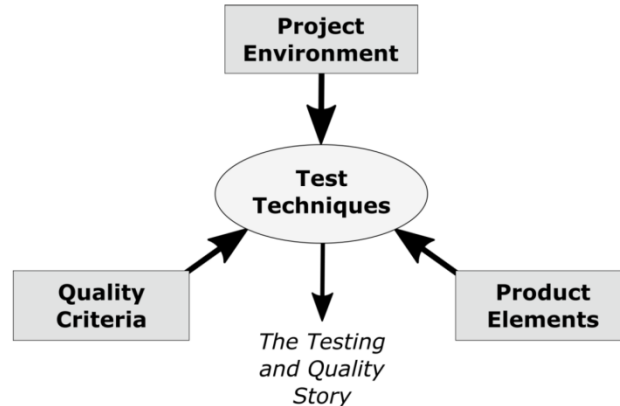 Project
Environment
Test
Techniques
Quality
Criteria
Product
Elements
The Testing
and Quality
Story